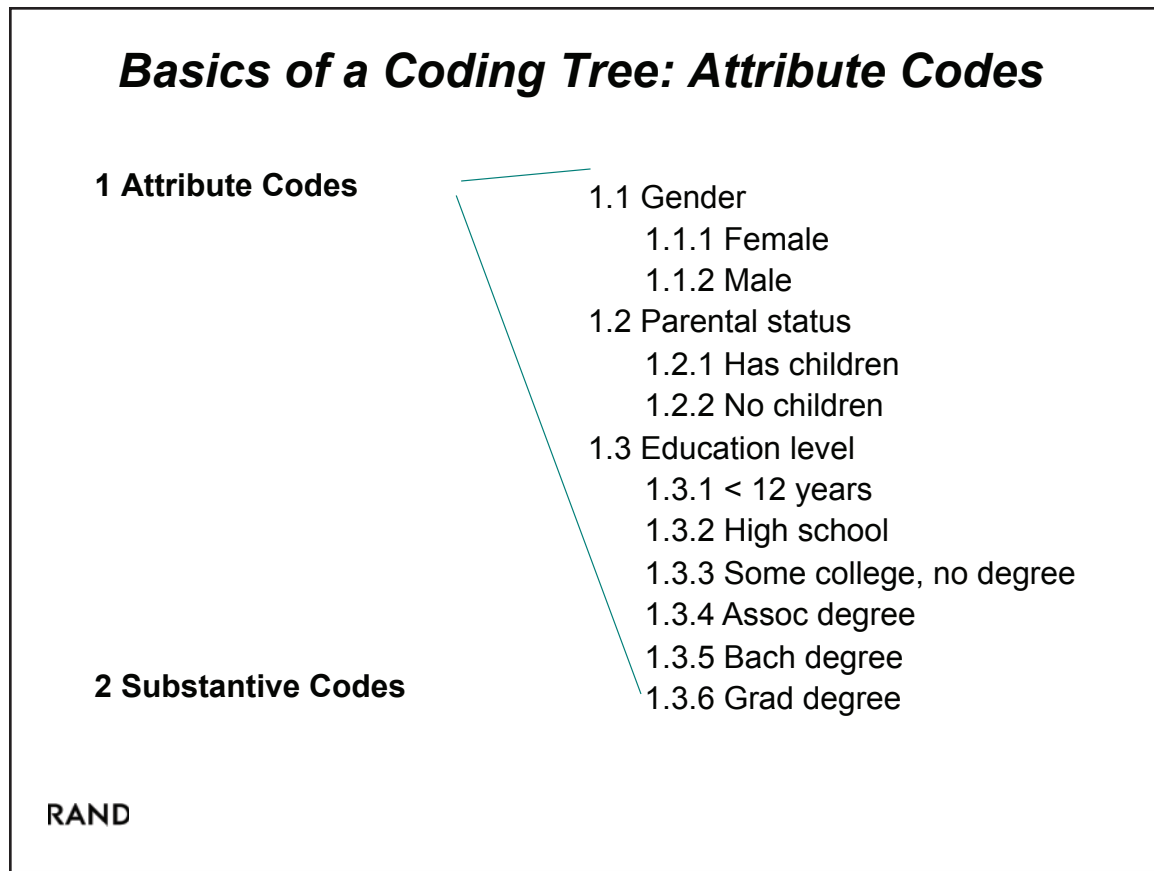 Basics of a Coding Tree: Attribute Codes
1 Attribute Codes
1.1 Gender
1.1.1 Female
1.1.2 Male
1.2 Parental status
1.2.1 Has children
1.2.2 No children
1.3 Education level
1.3.1 < 12 years
1.3.2 High school
1.3.3 Some college, no degree
1.3.4 Assoc degree
1.3.5 Bach degree
1.3.6 Grad degree
2 Substantive Codes
RAND